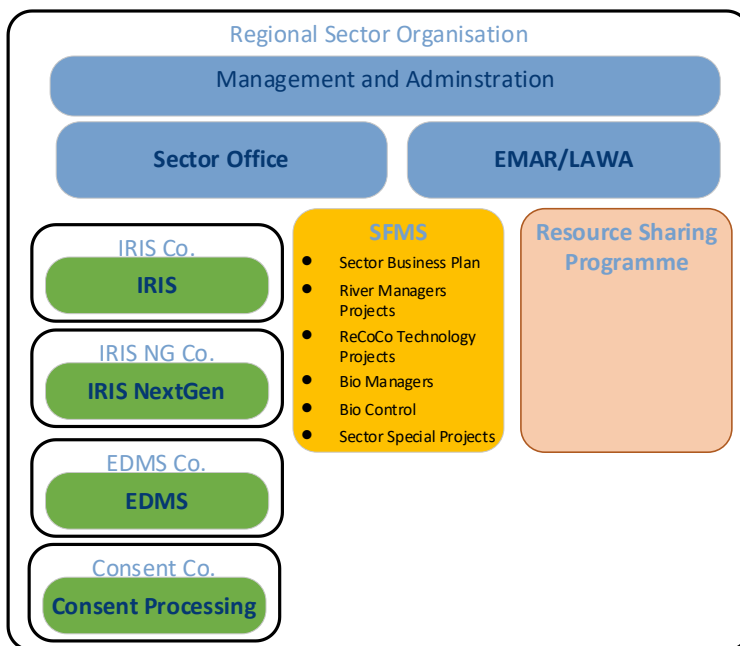 Regional Sector Organisation
Management and Adminstration
Sector Office
EMAR/LAWA
IRIS Co.
IRIS
IRIS NG Co.
IRIS NextGen
EDMS Co.
EDMS
Consent Co.
Consent Processing
SFMS
● Sector Business Plan
● River Managers
Projects
● ReCoCo Technology
Projects
● Bio Managers
● Bio Control
● Sector Special Projects
Resource Sharing
Programme